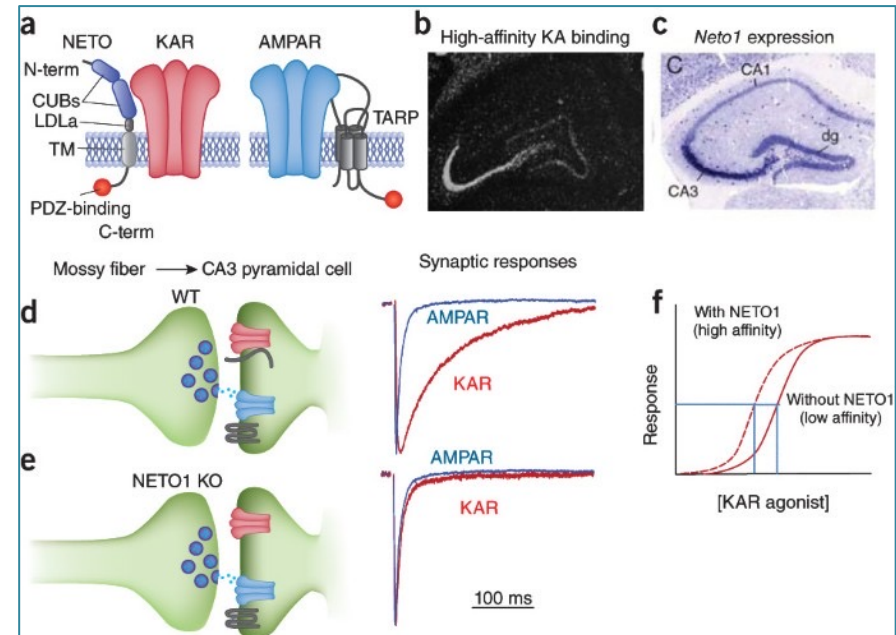 a
NETO KAR AMPAR
N-term
CUBs
LDLa
TM
TARP
PDZ-binding
C-term
b
High-affinity KA binding
c
Neto1 expression
C
CA1
dg
CA3
Mossy fiber → CA3 pyramidal cell
Synaptic responses
d
WT
AMPAR
KAR
e
NETO1 KO
AMPAR
KAR
100 ms
f
With NETO1
(high affinity)
Without NETO1
(low affinity)
Response
[KAR agonist]